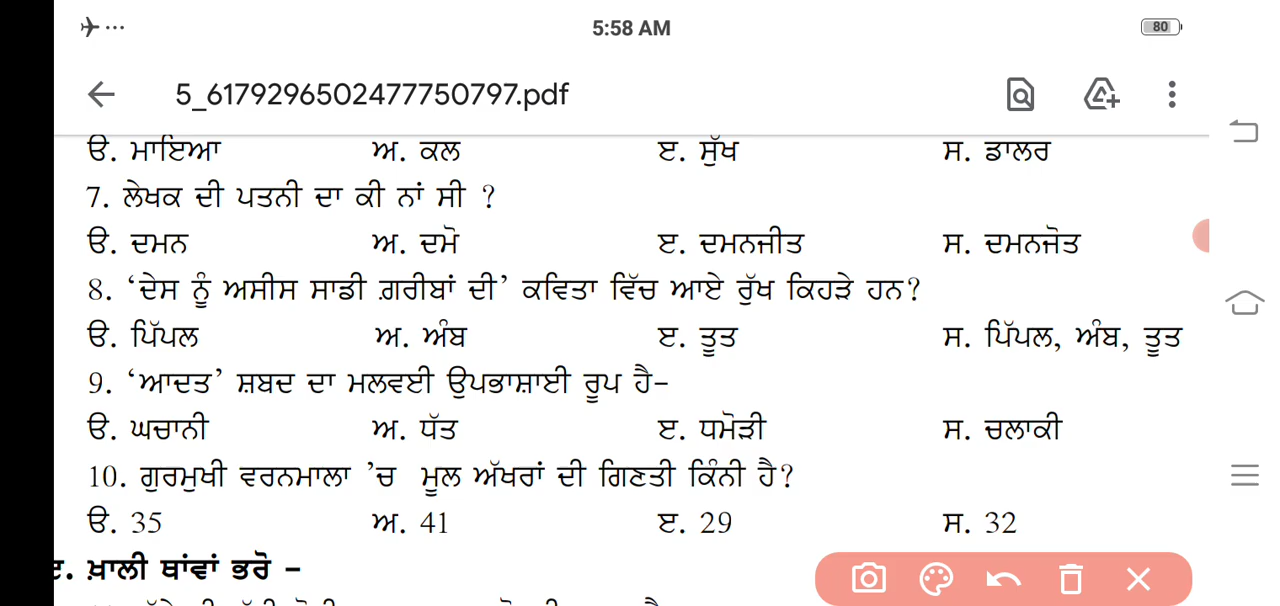 5:58 AM
80
5_6179296502477750797.pdf
ੳ. ਮਾਇਆ ਅ. ਕਲ ੲ. ਸੁੱਖ ਸ. ਡਾਲਰ
7. ਲੇਖਕ ਦੀ ਪਤਨੀ ਦਾ ਕੀ ਨਾਂ ਸੀ ?
ੳ. ਦਮਨ ਅ. ਦਮੋ ੲ. ਦਮਨਜੀਤ ਸ. ਦਮਨਜੋਤ
8. ‘ਦੇਸ ਨੂੰ ਅਸੀਸ ਸਾਡੀ ਗ਼ਰੀਬਾਂ ਦੀ’ ਕਵਿਤਾ ਵਿੱਚ ਆਏ ਰੁੱਖ ਕਿਹੜੇ ਹਨ?
ੳ. ਪਿੱਪਲ ਅ. ਅੰਬ ੲ. ਤੂਤ ਸ. ਪਿੱਪਲ, ਅੰਬ, ਤੂਤ
9. ‘ਆਦਤ’ ਸ਼ਬਦ ਦਾ ਮਲਵਈ ਉਪਭਾਸ਼ਾਈ ਰੂਪ ਹੈ–
ੳ. ਘਚਾਨੀ ਅ. ਧੱਤ ੲ. ਧਮੋੜੀ ਸ. ਚਲਾਕੀ
10. ਗੁਰਮੁਖੀ ਵਰਨਮਾਲਾ ’ਚ ਮੂਲ ਅੱਖਰਾਂ ਦੀ ਗਿਣਤੀ ਕਿੰਨੀ ਹੈ?
ੳ. 35 ਅ. 41 ੲ. 29 ਸ. 32
ੲ. ਖ਼ਾਲੀ ਥਾਂਵਾਂ ਭਰੋ –